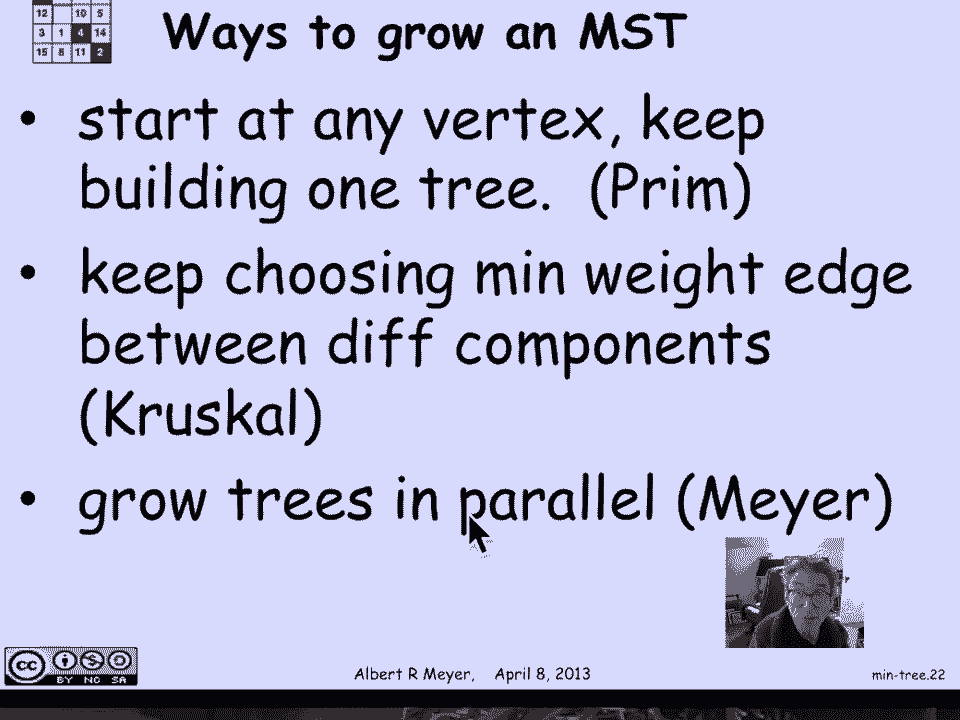 12 10 5
3 1 4 14
15 8 11 2
Ways to grow an MST
• start at any vertex, keep
building one tree. (Prim)
• keep choosing min weight edge
between diff components
(Kruskal)
• grow trees in parallel (Meyer)
cc BY NC SA
Albert R Meyer, April 8, 2013
min-tree.22